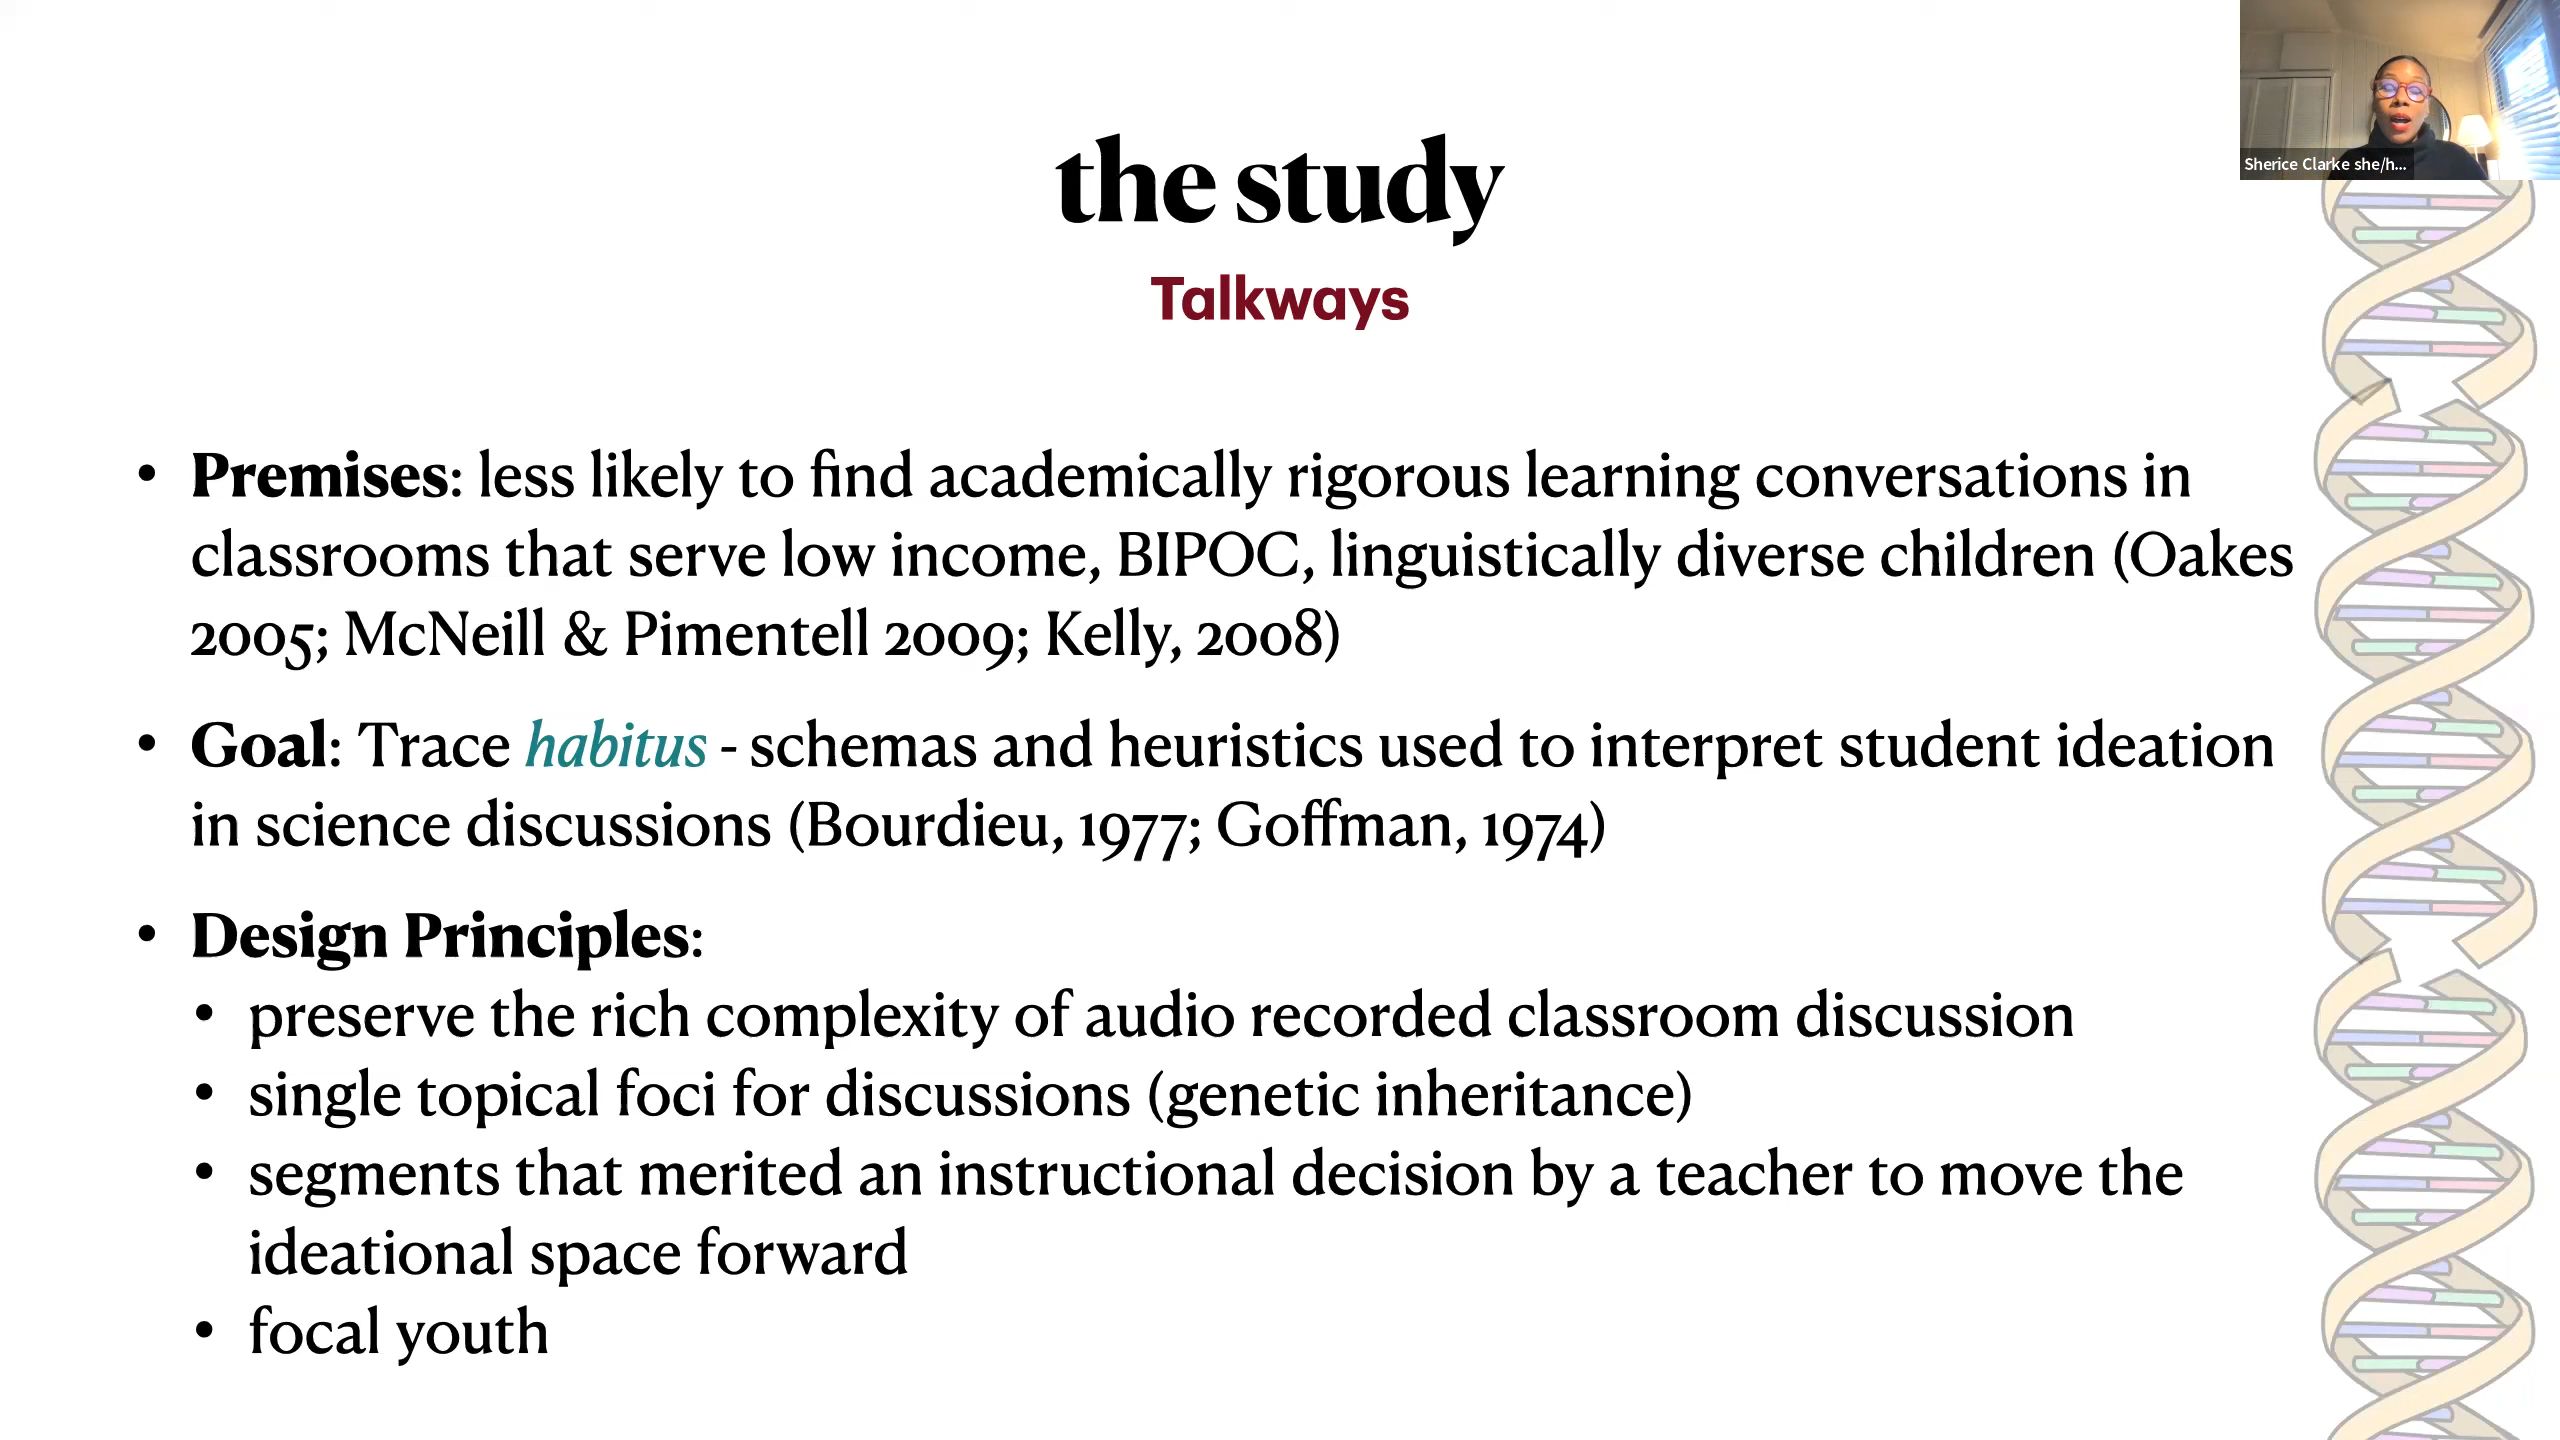 Sherice Clarke she/h...
the study
Talkways
• Premises: less likely to find academically rigorous learning conversations in
classrooms that serve low income, BIPOC, linguistically diverse children (Oakes
2005; McNeill & Pimentell 2009; Kelly, 2008)
• Goal: Trace habitus - schemas and heuristics used to interpret student ideation
in science discussions (Bourdieu, 1977; Goffman, 1974)
• Design Principles:
• preserve the rich complexity of audio recorded classroom discussion
• single topical foci for discussions (genetic inheritance)
• segments that merited an instructional decision by a teacher to move the
ideational space forward
• focal youth